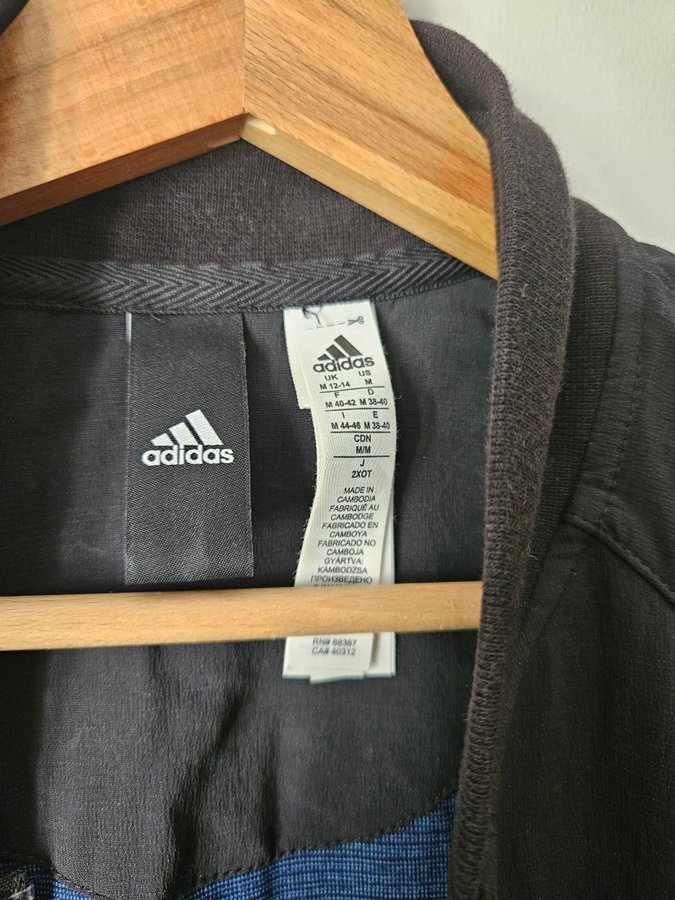 adidas
adidas
UK US
M 12-14 M
F D
M 40-42 M 38-40
I E
M 44-46 M 38-40
CDN
M/M
J
2XOT
MADE IN
CAMBODIA
FABRIQUÉ AU
CAMBODGE
FABRICADO EN
CAMBOYA
FABRICADO NO
CAMBOJA
GYÁRTVA:
KAMBODZSA
ПРОИЗВЕДЕНО
RN# 88387
CA# 40312